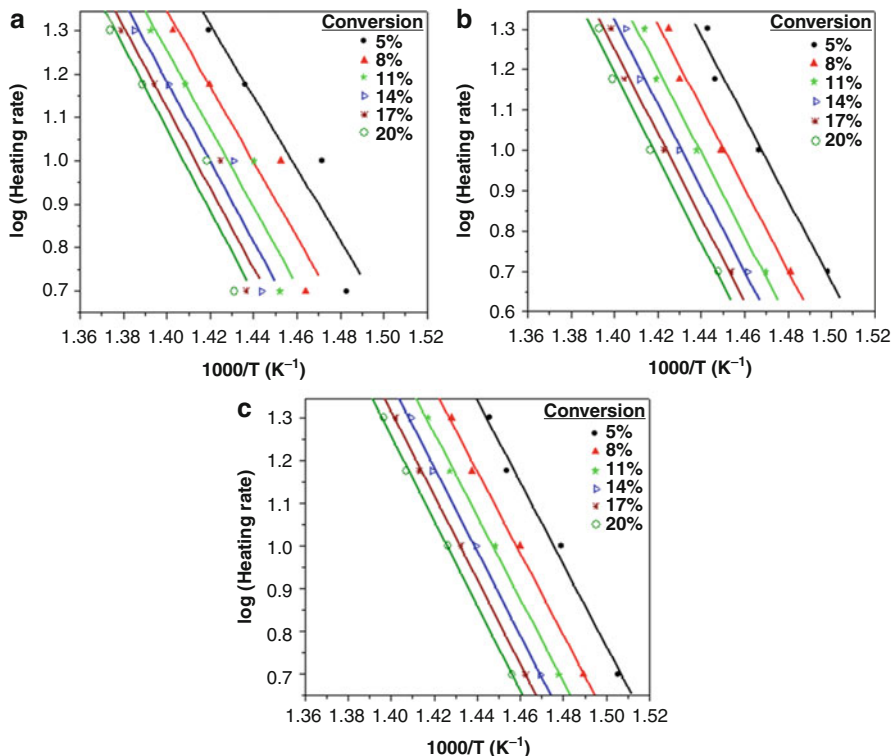 a
Conversion
5%
8%
11%
14%
17%
20%
1.3
1.2
1.1
1.0
0.9
0.8
0.7
log (Heating rate)
1.36 1.38 1.40 1.42 1.44 1.46 1.48 1.50 1.52
1000/T (K⁻¹)
b
Conversion
5%
8%
11%
14%
17%
20%
1.3
1.2
1.1
1.0
0.9
0.8
0.7
0.6
log (Heating rate)
1.36 1.38 1.40 1.42 1.44 1.46 1.48 1.50 1.52
1000/T (K⁻¹)
c
Conversion
5%
8%
11%
14%
17%
20%
1.3
1.2
1.1
1.0
0.9
0.8
0.7
log (Heating rate)
1.36 1.38 1.40 1.42 1.44 1.46 1.48 1.50 1.52
1000/T (K⁻¹)